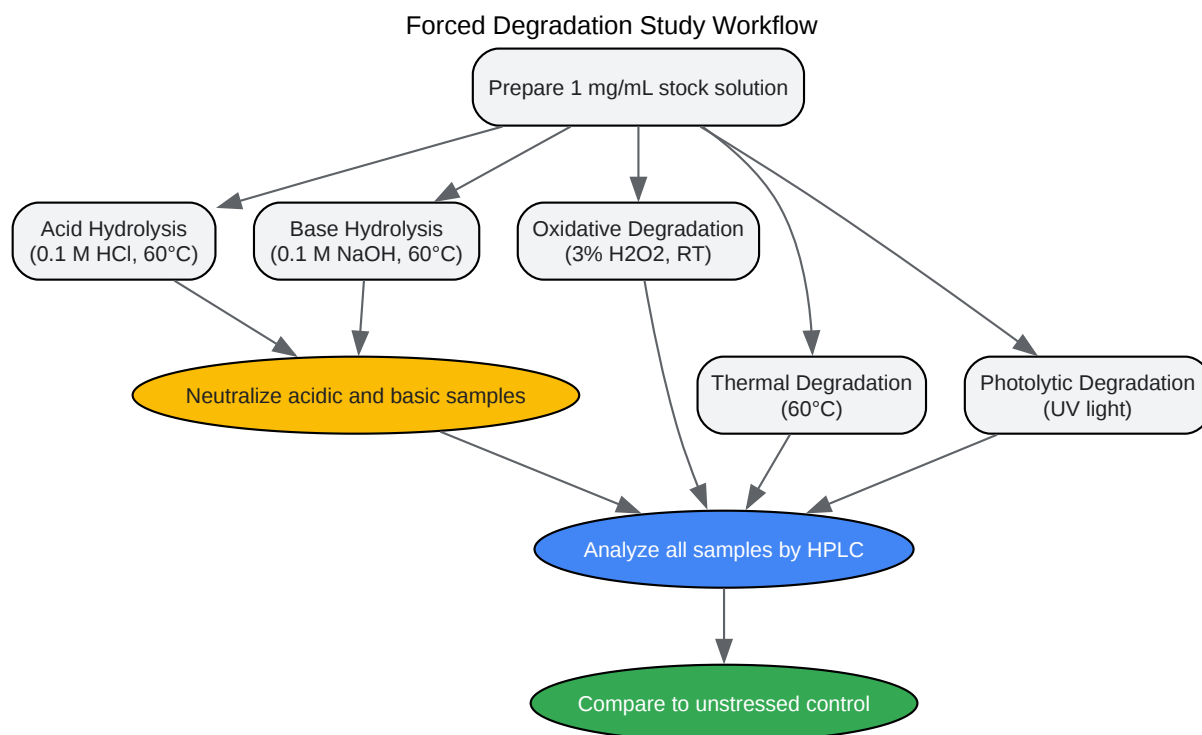 Forced Degradation Study Workflow
Prepare 1 mg/mL stock solution
Acid Hydrolysis
(0.1 M HCl, 60°C)
Base Hydrolysis
(0.1 M NaOH, 60°C)
Oxidative Degradation
(3% H2O2, RT)
Neutralize acidic and basic samples
Thermal Degradation
(60°C)
Photolytic Degradation
(UV light)
Analyze all samples by HPLC
Compare to unstressed control